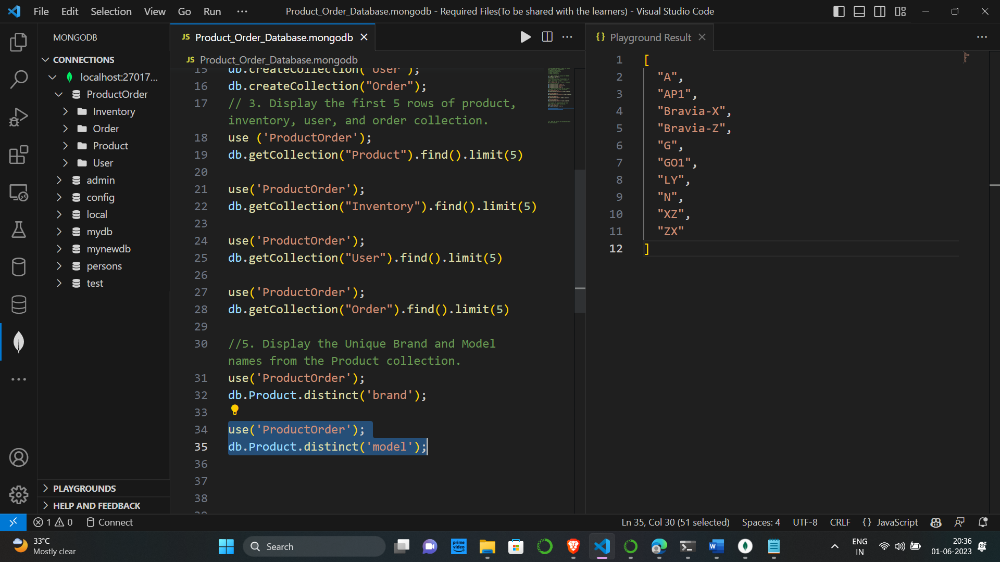 File Edit Selection View Go Run ··· Product_Order_Database.mongodb - Required Files(To be shared with the learners) - Visual Studio Code
MONGODB
CONNECTIONS
localhost:27017...
ProductOrder
Inventory
Order
Product
User
admin
config
local
mydb
mynewdb
persons
test
PLAYGROUNDS
HELP AND FEEDBACK
JS Product_Order_Database.mongodb
JS Product_Order_Database.mongodb
15 db.createCollection("User");
16 db.createCollection("Order");
17 // 3. Display the first 5 rows of product,
inventory, user, and order collection.
18 use ('ProductOrder');
19 db.getCollection("Product").find().limit(5)
20
21 use('ProductOrder');
22 db.getCollection("Inventory").find().limit(5)
23
24 use('ProductOrder');
25 db.getCollection("User").find().limit(5)
26
27 use('ProductOrder');
28 db.getCollection("Order").find().limit(5)
29
30 //5. Display the Unique Brand and Model
names from the Product collection.
31 use('ProductOrder');
32 db.Product.distinct('brand');
33
34 use('ProductOrder');
35 db.Product.distinct('model');
36
37
38
{} Playground Result
1 [
2 "A",
3 "AP1",
4 "Bravia-X",
5 "Bravia-Z",
6 "G",
7 "GO1",
8 "LY",
9 "N",
10 "XZ",
11 "ZX"
12 ]
1 0 Connect Ln 35, Col 30 (51 selected) Spaces: 4 UTF-8 CRLF {} JavaScript
33°C
Mostly clear
Search
prime video
W
ENG
IN
20:36
01-06-2023